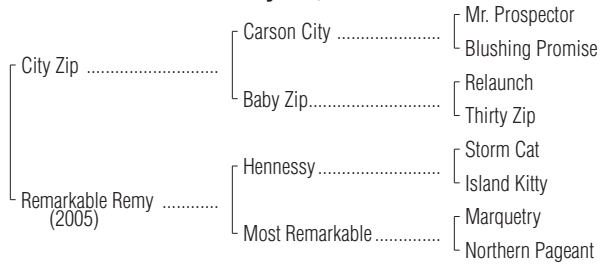 Mr. Prospector
Carson City ......................
Blushing Promise
City Zip ............................
Relaunch
Baby Zip............................
Thirty Zip
Storm Cat
Hennessy..........................
Island Kitty
Remarkable Remy ............
(2005)
Marquetry
Most Remarkable..............
Northern Pageant